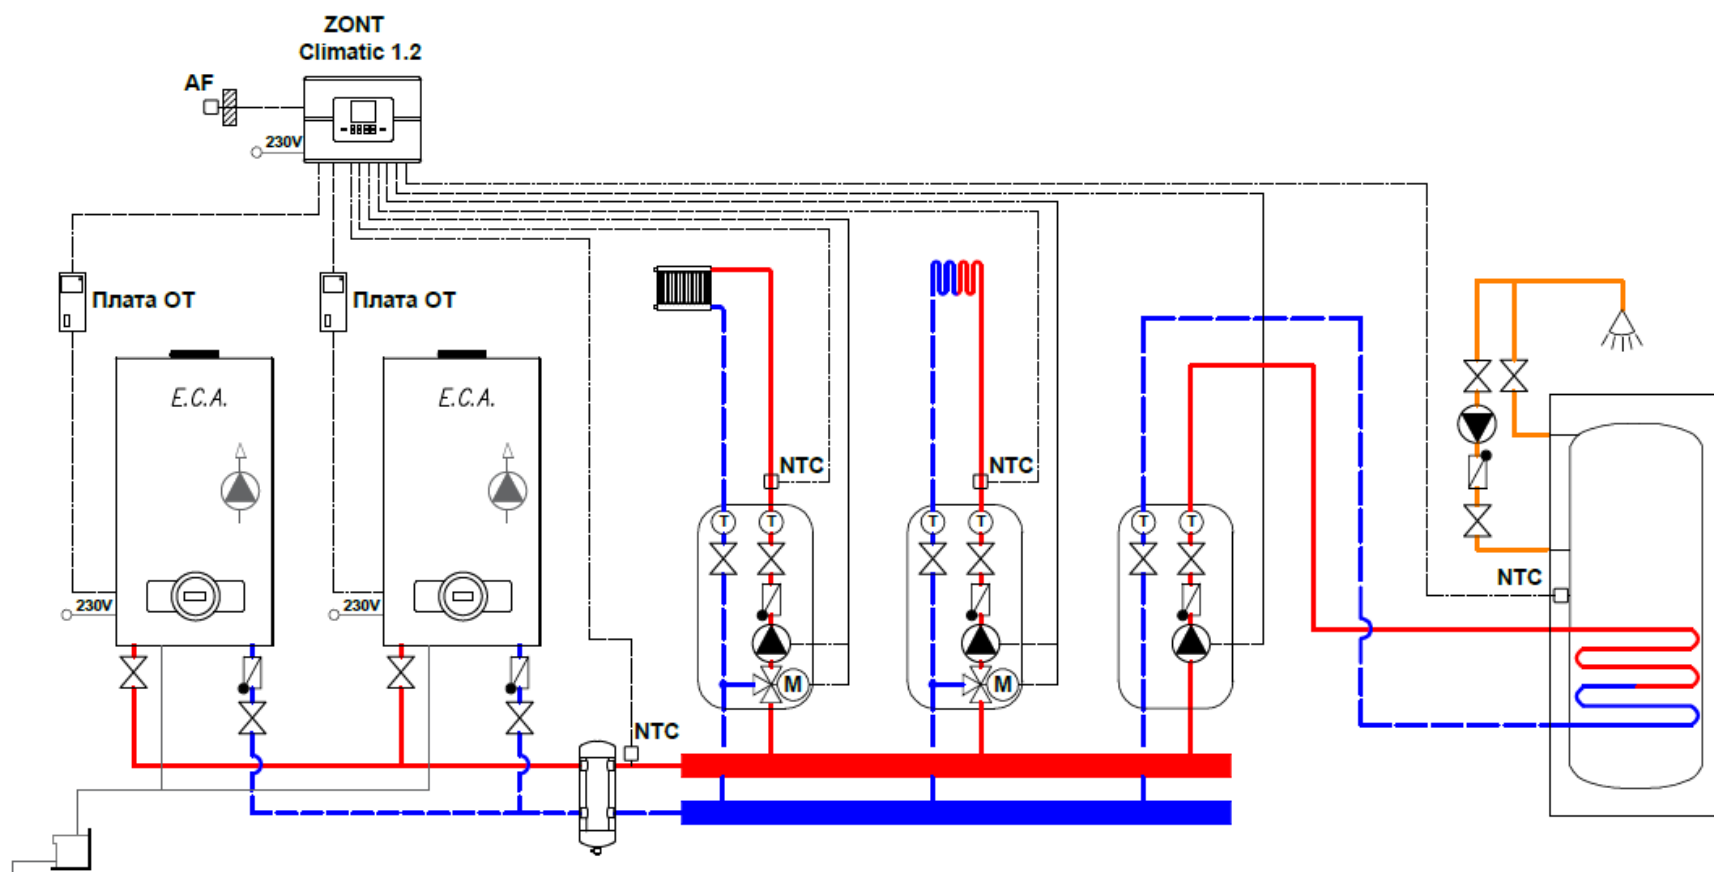 ZONT
Climatic 1.2
AF
230V
Плата ОТ
Плата ОТ
E.C.A.
E.C.A.
NTC
NTC
T
T
T
T
T
T
NTC
230V
230V
M
M
NTC